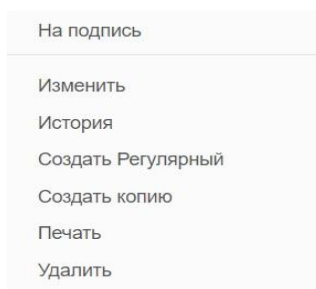 На подпись
Изменить
История
Создать Регулярный
Создать копию
Печать
Удалить